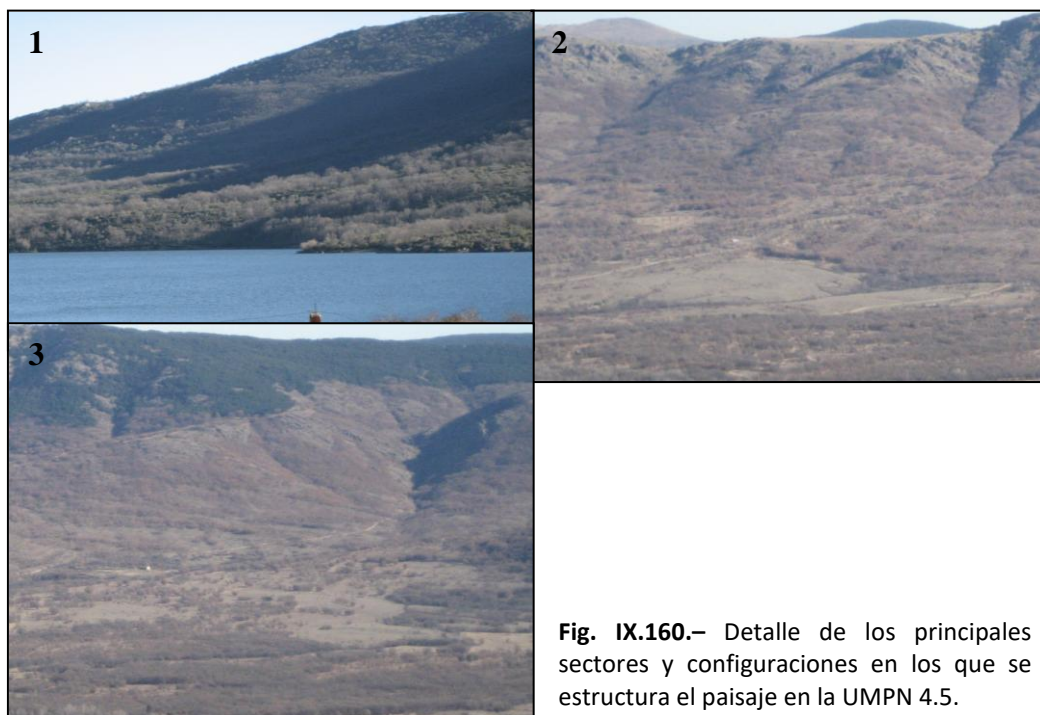 1
2
3
Fig. IX.160.– Detalle de los principales
sectores y configuraciones en los que se
estructura el paisaje en la UMPN 4.5.